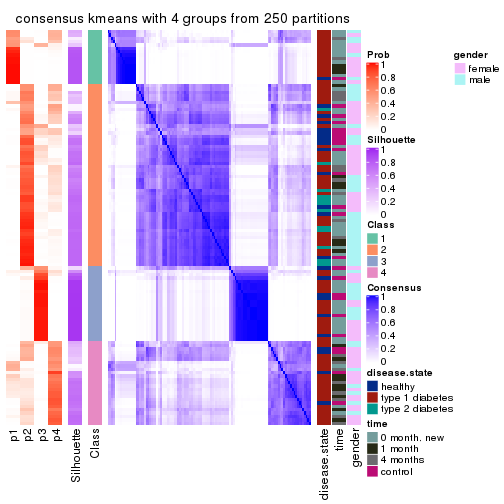 consensus kmeans with 4 groups from 250 partitions
Prob
1
0.8
0.6
0.4
0.2
0
gender
female
male
Silhouette
1
0.8
0.6
0.4
0.2
0
Class
1
2
3
4
Consensus
1
0.8
0.6
0.4
0.2
0
disease.state
healthy
type 1 diabetes
type 2 diabetes
time
0 month. new
1 month
4 months
control
p1
p2
p3
p4
Silhouette
Class
disease.state
time
gender